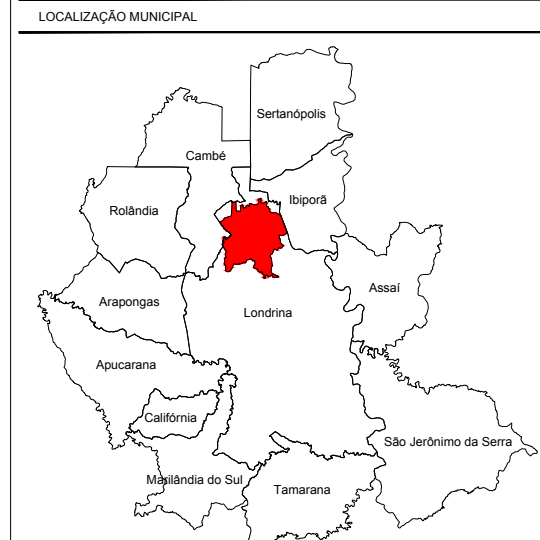 LOCALIZAÇÃO MUNICIPAL
Sertanópolis
Cambé
Ibiporã
Rolândia
Assaí
Arapongas
Londrina
Apucarana
Califórnia
São Jerônimo da Serra
Marilândia do Sul
Tamarana